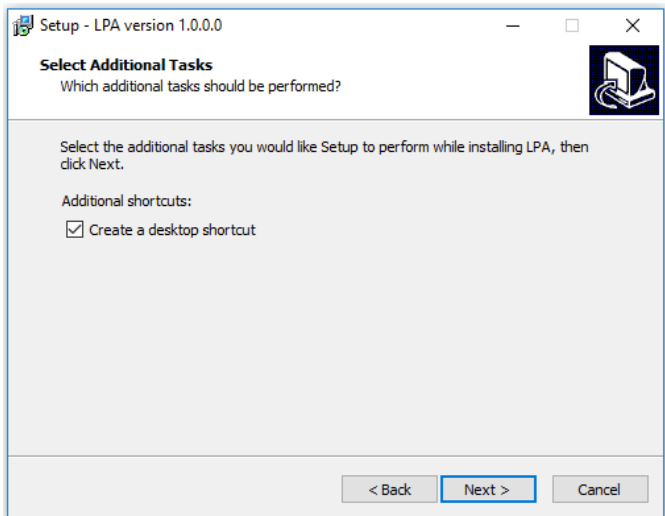 Setup - LPA version 1.0.0.0
Select Additional Tasks
Which additional tasks should be performed?
Select the additional tasks you would like Setup to perform while installing LPA, then
click Next.
Additional shortcuts:
Create a desktop shortcut
< Back
Next >
Cancel